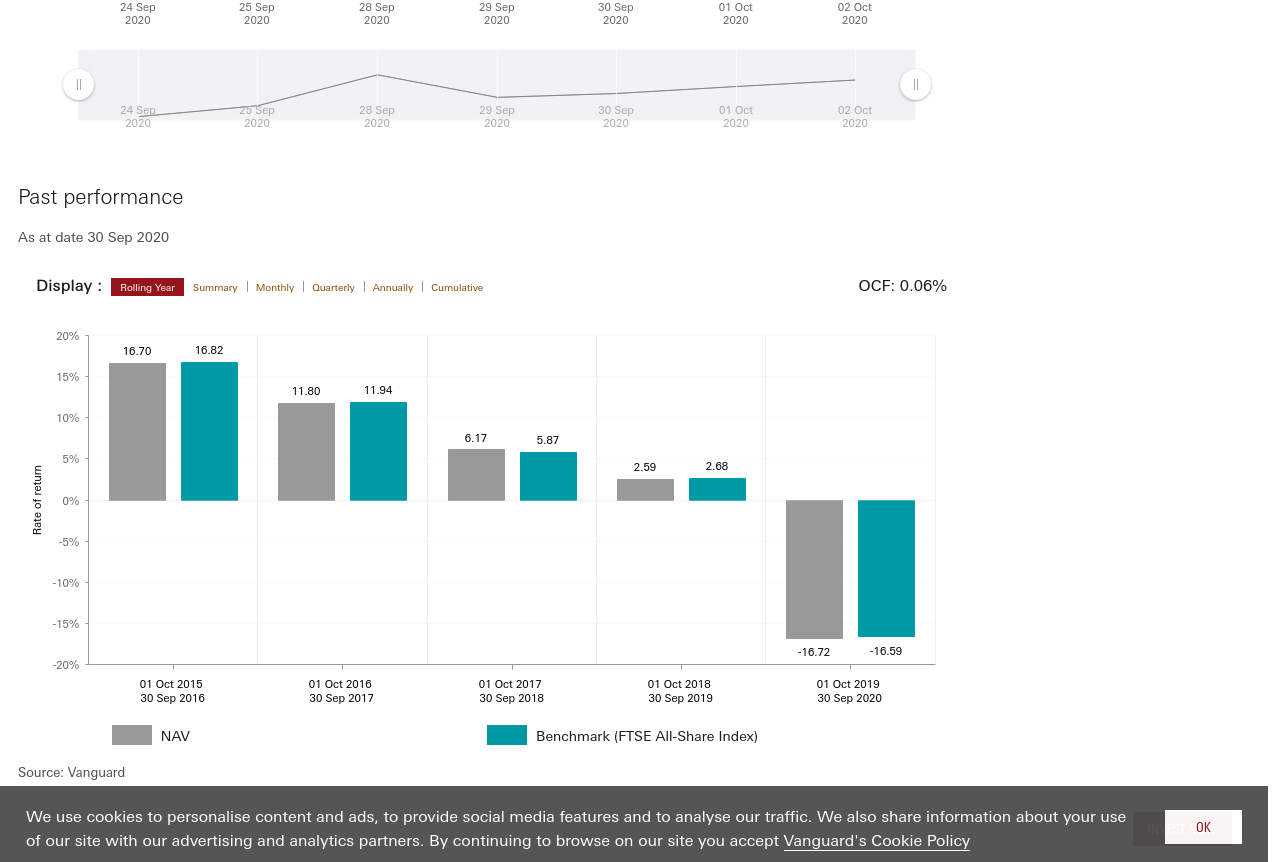 24 Sep 25 Sep 28 Sep 29 Sep 30 Sep 01 Oct 02 Oct
2020 2020 2020 2020 2020 2020 2020
24 Sep 25 Sep 28 Sep 29 Sep 30 Sep 01 Oct 02 Oct
2020 2020 2020 2020 2020 2020 2020
Past performance
As at date 30 Sep 2020
Display : Rolling Year Summary Monthly Quarterly Annually Cumulative OCF: 0.06%
20%
16.70 16.82
15%
11.80 11.94
10%
6.17 5.87
5%
2.59 2.68
0%
Rate of return
-5%
-10%
-15%
-16.72 -16.59
-20%
01 Oct 2015 01 Oct 2016 01 Oct 2017 01 Oct 2018 01 Oct 2019
30 Sep 2016 30 Sep 2017 30 Sep 2018 30 Sep 2019 30 Sep 2020
NAV Benchmark (FTSE All-Share Index)
Source: Vanguard
We use cookies to personalise content and ads, to provide social media features and to analyse our traffic. We also share information about your use
of our site with our advertising and analytics partners. By continuing to browse on our site you accept Vanguard's Cookie Policy
OK